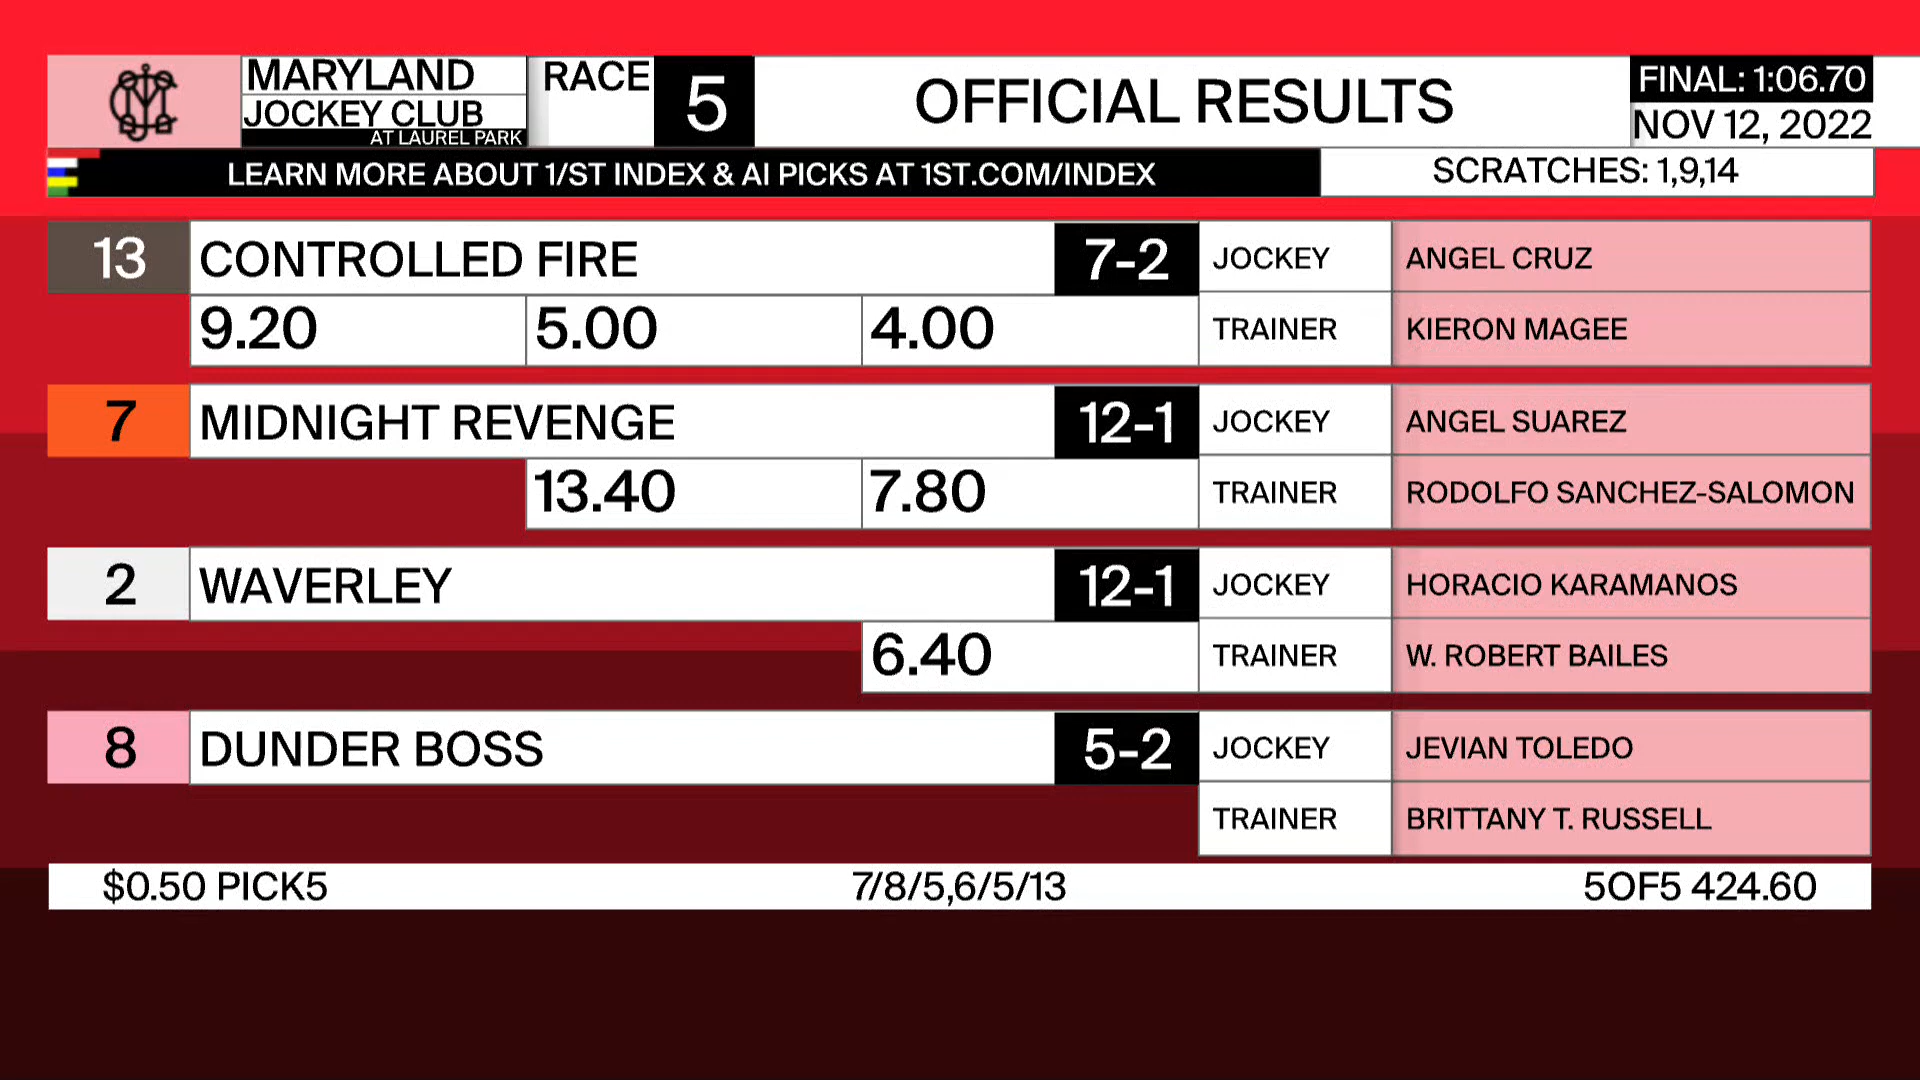 MARYLAND
JOCKEY CLUB
AT LAUREL PARK
RACE 5
OFFICIAL RESULTS
FINAL: 1:06.70
NOV 12, 2022
LEARN MORE ABOUT 1/ST INDEX & AI PICKS AT 1ST.COM/INDEX
SCRATCHES: 1,9,14
13 CONTROLLED FIRE 7-2 JOCKEY ANGEL CRUZ
9.20 5.00 4.00 TRAINER KIERON MAGEE
7 MIDNIGHT REVENGE 12-1 JOCKEY ANGEL SUAREZ
13.40 7.80 TRAINER RODOLFO SANCHEZ-SALOMON
2 WAVERLEY 12-1 JOCKEY HORACIO KARAMANOS
6.40 TRAINER W. ROBERT BAILES
8 DUNDER BOSS 5-2 JOCKEY JEVIAN TOLEDO
TRAINER BRITTANY T. RUSSELL
$0.50 PICK5 7/8/5,6/5/13 5OF5 424.60